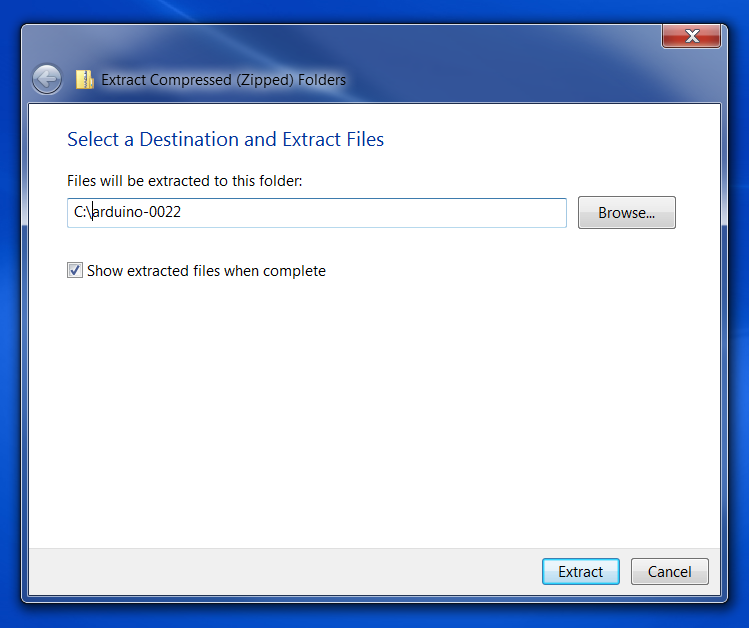 Extract Compressed (Zipped) Folders
Select a Destination and Extract Files
Files will be extracted to this folder:
C:\arduino-0022
Browse...
Show extracted files when complete
Extract
Cancel